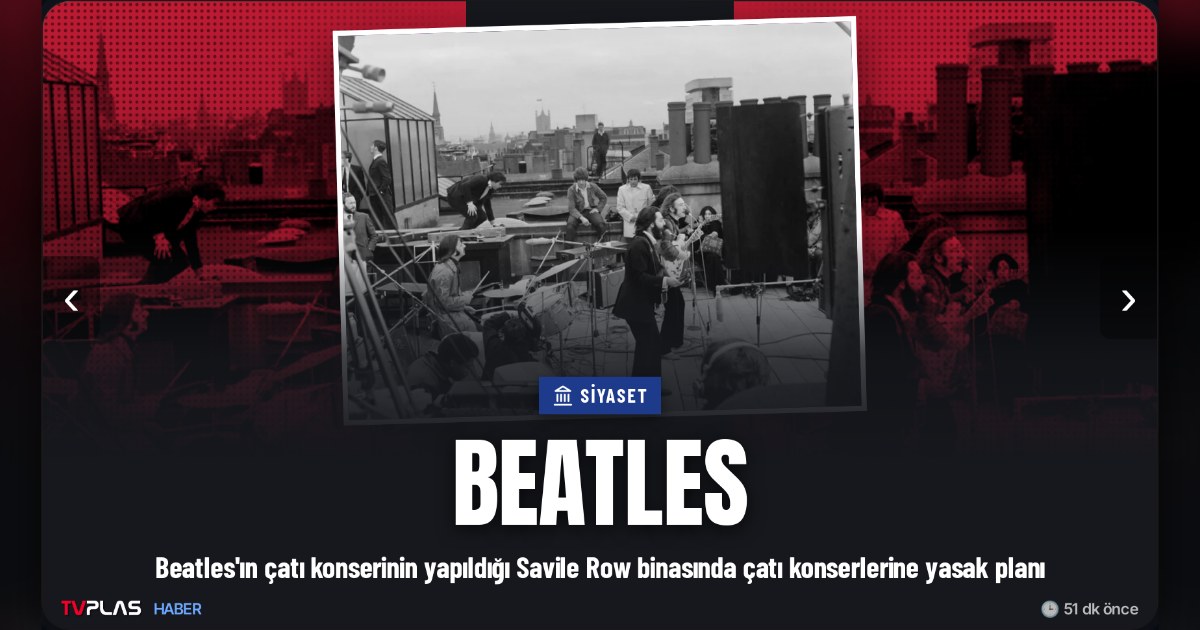 SİYASET
BEATLES
Beatles'ın çatı konserinin yapıldığı Savile Row binasında çatı konserlerine yasak planı
TVPLAS HABER
51 dk önce